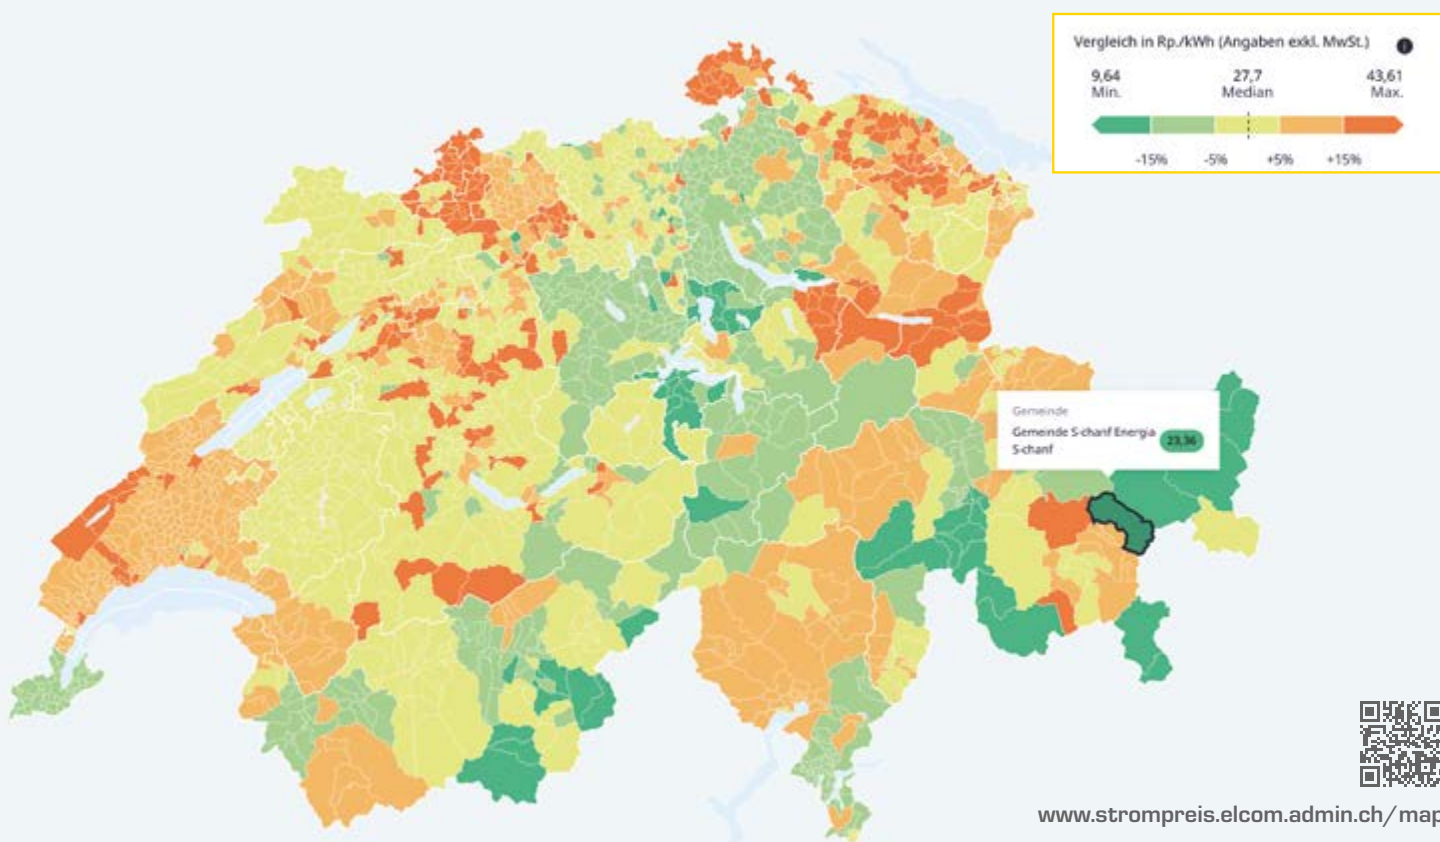 Vergleich in Rp./kWh (Angaben exkl. MwSt.) i
9,64 27,7 43,61
Min. Median Max.
-15% -5% +5% +15%
Gemeinde
Gemeinde S-chanf Energia
S-chanf
23,36
www.strompreis.elcom.admin.ch/map